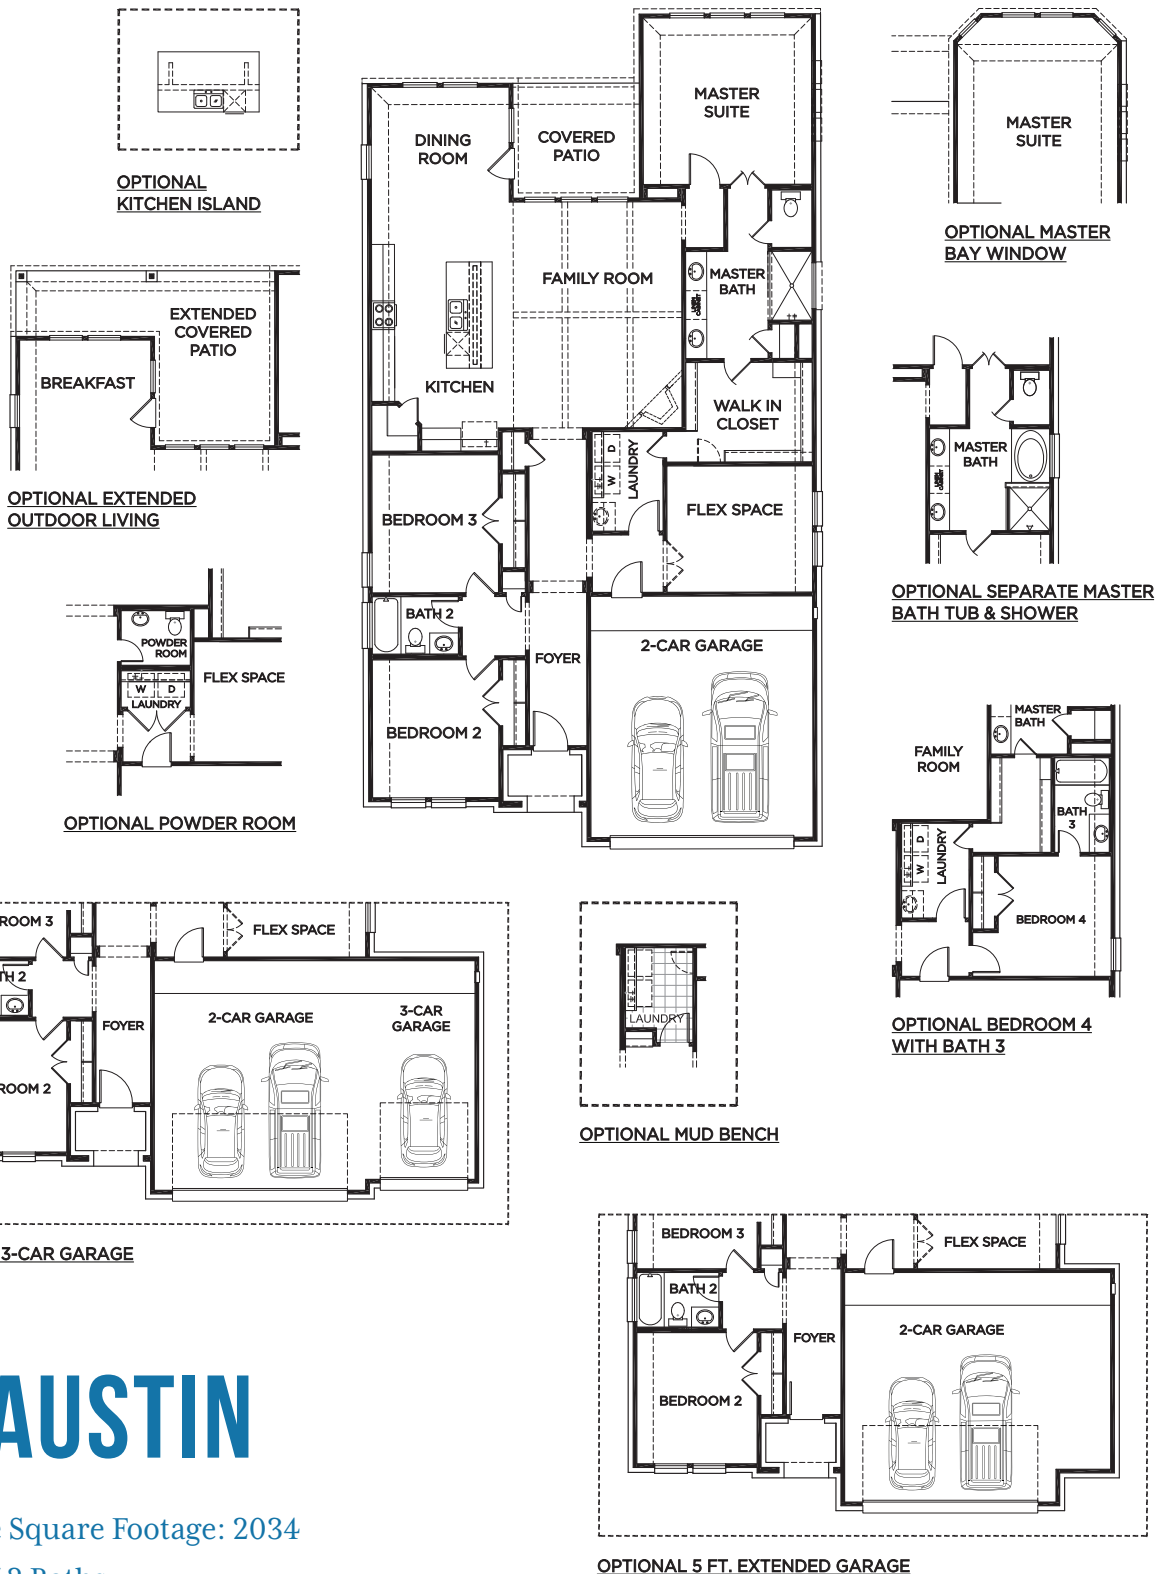 OPTIONAL
KITCHEN ISLAND
BREAKFAST
EXTENDED
COVERED
PATIO
OPTIONAL EXTENDED
OUTDOOR LIVING
POWDER
ROOM
W D
LAUNDRY
FLEX SPACE
OPTIONAL POWDER ROOM
MASTER
SUITE
DINING
ROOM
COVERED
PATIO
FAMILY ROOM
MASTER
BATH
LINEN
CABINET
KITCHEN
WALK IN
CLOSET
D
W
LAUNDRY
BEDROOM 3
FLEX SPACE
BATH 2
FOYER
2-CAR GARAGE
BEDROOM 2
MASTER
SUITE
OPTIONAL MASTER
BAY WINDOW
MASTER
BATH
LINEN
CABINET
OPTIONAL SEPARATE MASTER
BATH TUB & SHOWER
MASTER
BATH
FAMILY
ROOM
BATH
3
D
W
LAUNDRY
BEDROOM 4
OPTIONAL BEDROOM 4
WITH BATH 3
ROOM 3
FLEX SPACE
TH 2
FOYER
2-CAR GARAGE
3-CAR
GARAGE
ROOM 2
3-CAR GARAGE
LAUNDRY
OPTIONAL MUD BENCH
BEDROOM 3
FLEX SPACE
BATH 2
FOYER
2-CAR GARAGE
BEDROOM 2
OPTIONAL 5 FT. EXTENDED GARAGE
AUSTIN
e Square Footage: 2034